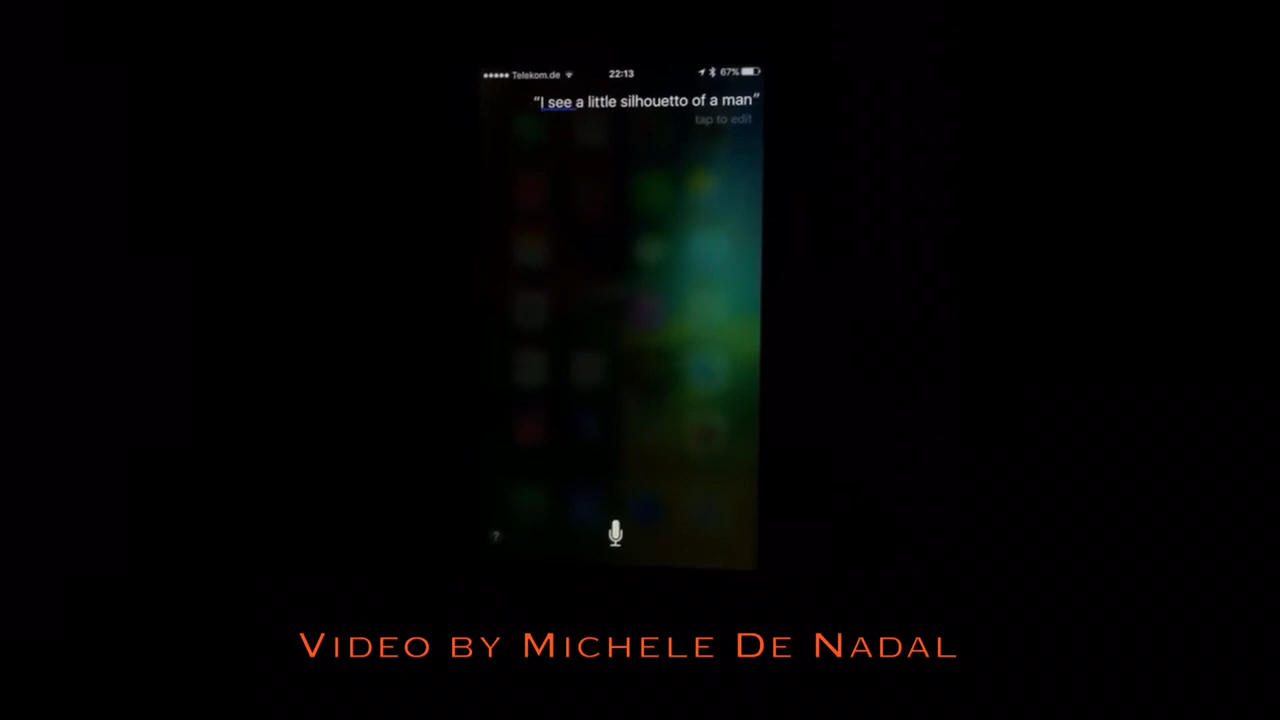 Telekom.de 22:13 67%
“I see a little silhouetto of a man”
tap to edit
?
VIDEO BY MICHELE DE NADAL